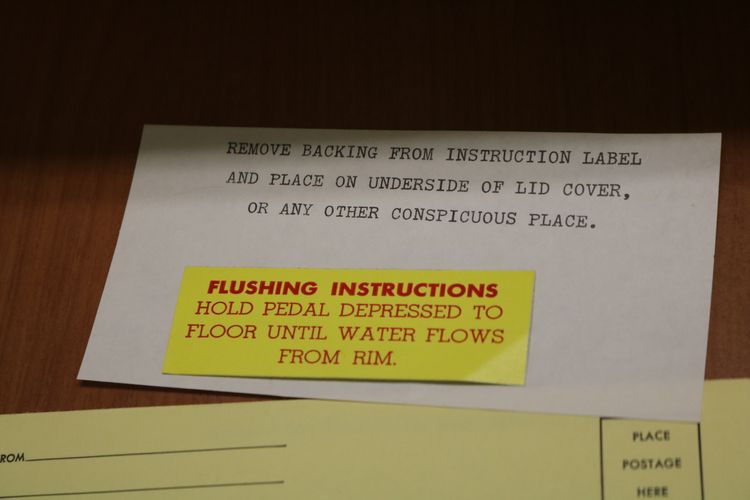 REMOVE BACKING FROM INSTRUCTION LABEL
AND PLACE ON UNDERSIDE OF LID COVER,
OR ANY OTHER CONSPICUOUS PLACE.
FLUSHING INSTRUCTIONS
HOLD PEDAL DEPRESSED TO
FLOOR UNTIL WATER FLOWS
FROM RIM.
ROM
PLACE
POSTAGE
HERE